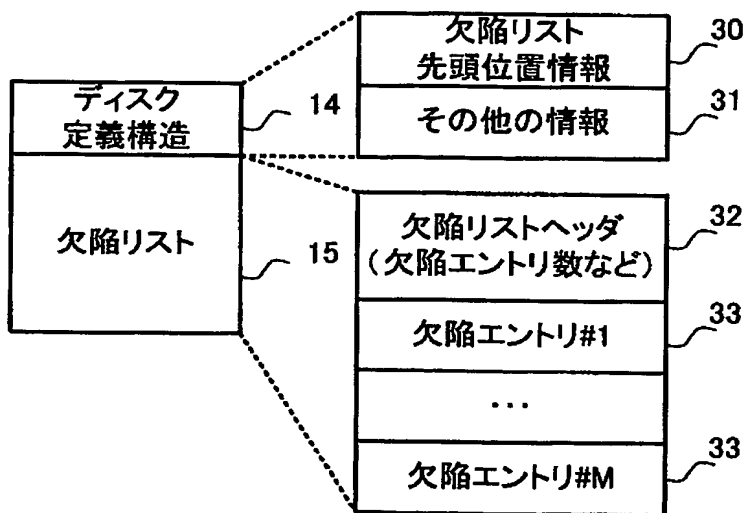 ディスク
定義構造
14
欠陥リスト
15
欠陥リスト
先頭位置情報
30
その他の情報
31
欠陥リストヘッダ
(欠陥エントリ数など)
32
欠陥エントリ#1
33
...
欠陥エントリ#M
33